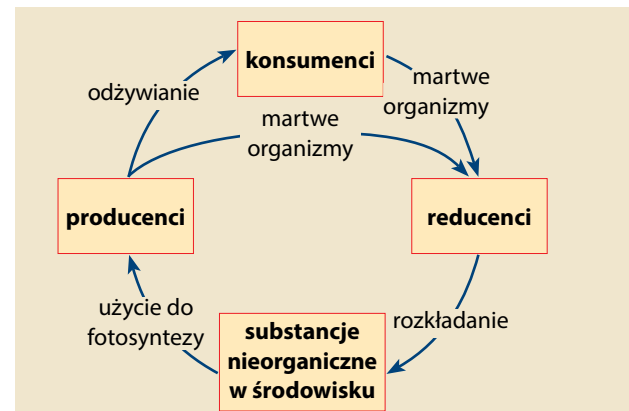 konsumenci
odżywianie
martwe
organizmy
martwe
organizmy
producenci
reducenci
użycie do
fotosyntezy
rozkładanie
substancje
nieorganiczne
w środowisku